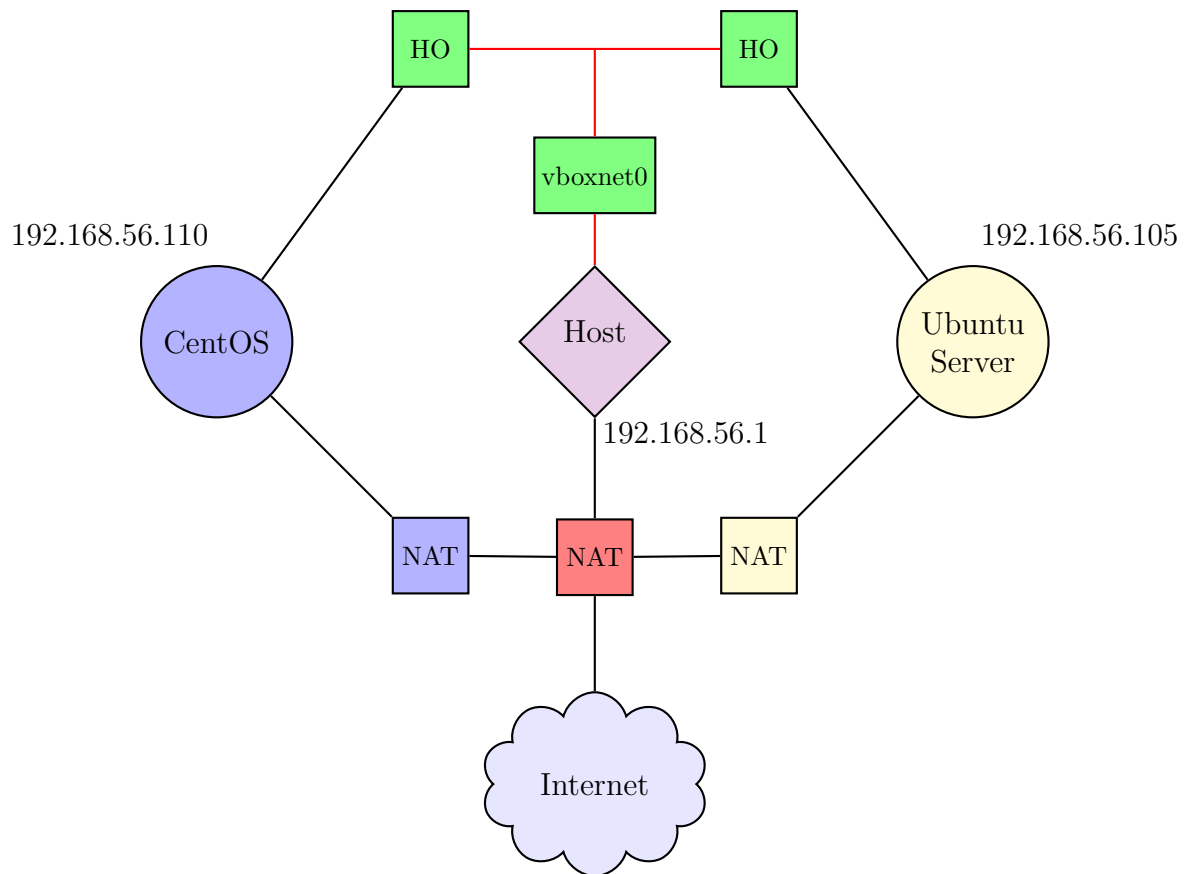 HO
HO
vboxnet0
192.168.56.110
192.168.56.105
CentOS
Host
Ubuntu
Server
192.168.56.1
NAT
NAT
NAT
Internet